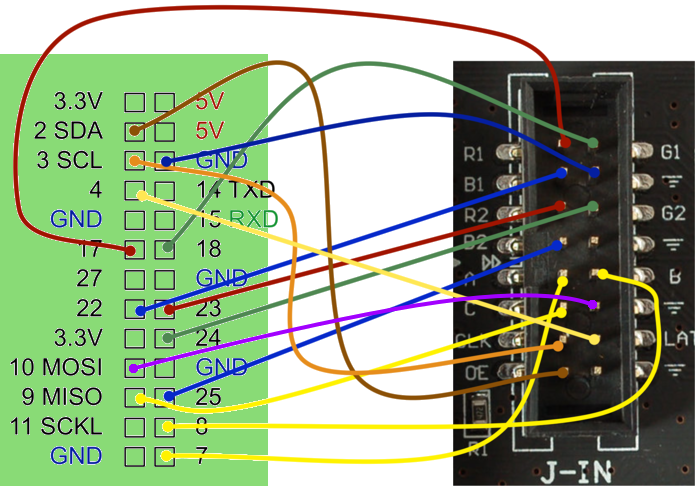 3.3V 5V
2 SDA 5V
3 SCL GND
4 14 TXD
GND 15 RXD
17 18
27 GND
22 23
3.3V 24
10 MOSI GND
9 MISO 25
11 SCKL 8
GND 7
R1 G1
B1
R2 G2
B2
A B
C
CLK LAT
OE
R1
J-IN